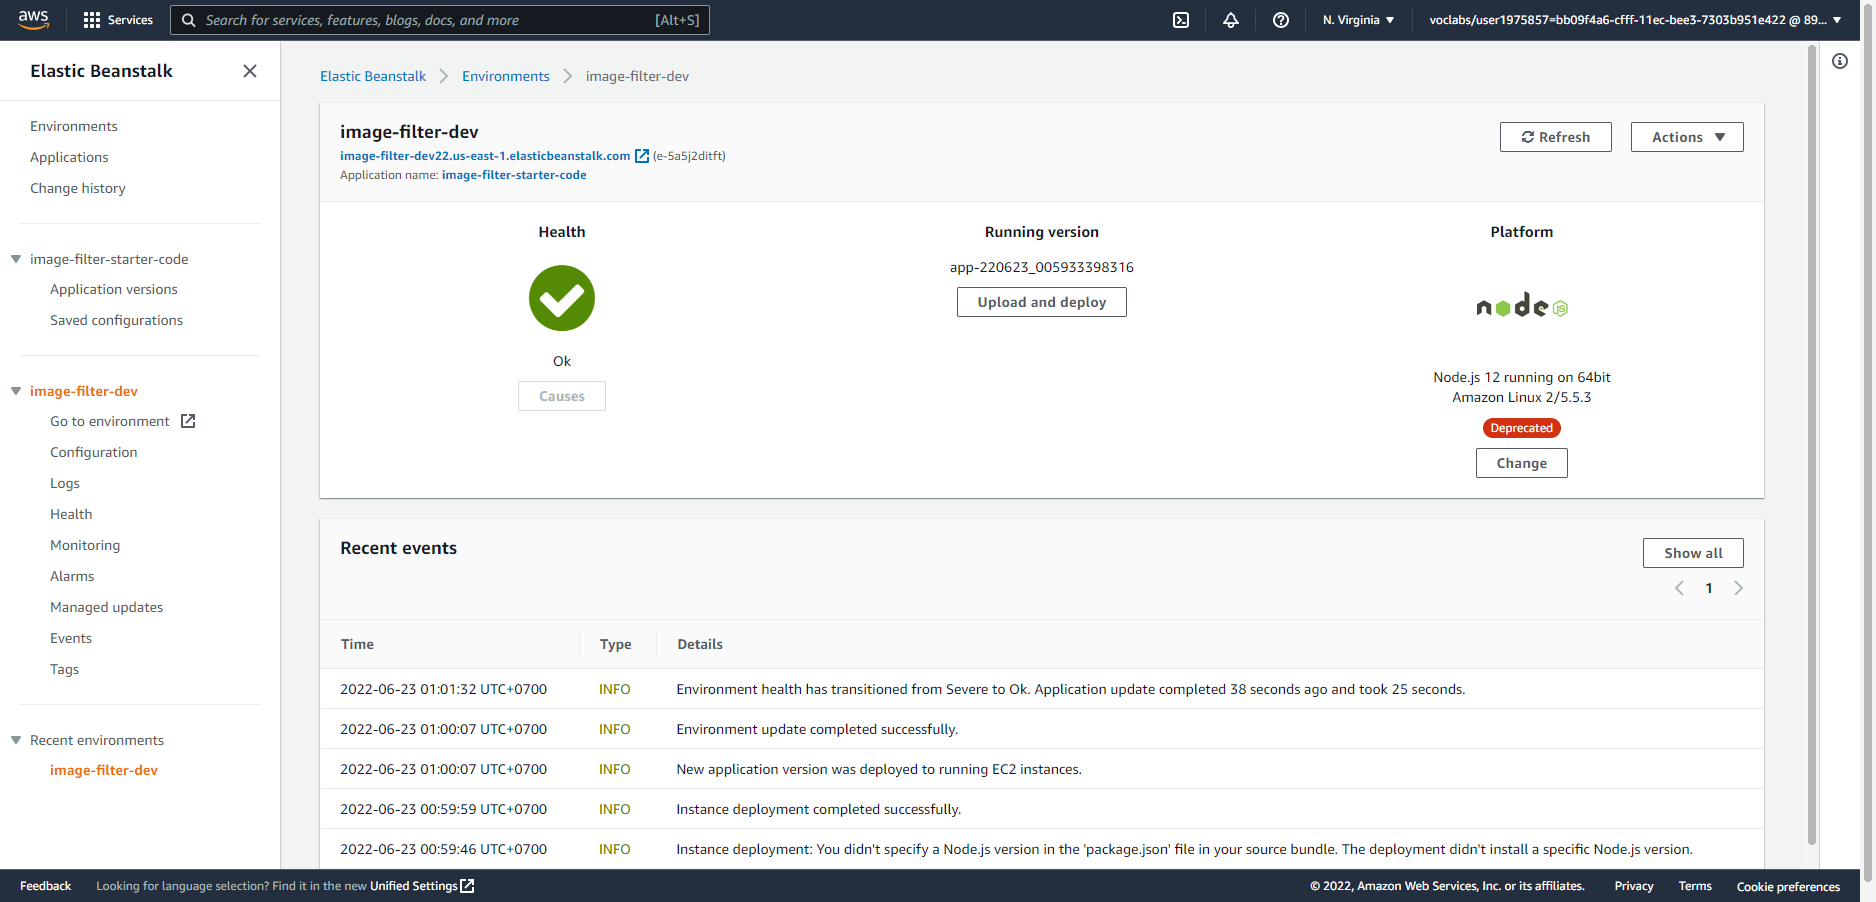 aws
Services
Search for services, features, blogs, docs, and more
[Alt+S]
N. Virginia
voclabs/user1975857=bb09f4a6-cfff-11ec-bee3-7303b951e422 @ 89...
Elastic Beanstalk
Environments
Applications
Change history
image-filter-starter-code
Application versions
Saved configurations
image-filter-dev
Go to environment
Configuration
Logs
Health
Monitoring
Alarms
Managed updates
Events
Tags
Recent environments
image-filter-dev
Elastic Beanstalk > Environments > image-filter-dev
image-filter-dev
image-filter-dev22.us-east-1.elasticbeanstalk.com (e-5a5j2ditft)
Application name: image-filter-starter-code
Refresh
Actions
Health
Ok
Causes
Running version
app-220623_005933398316
Upload and deploy
Platform
node JS
Node.js 12 running on 64bit
Amazon Linux 2/5.5.3
Deprecated
Change
Recent events
Show all
1
Time Type Details
2022-06-23 01:01:32 UTC+0700 INFO Environment health has transitioned from Severe to Ok. Application update completed 38 seconds ago and took 25 seconds.
2022-06-23 01:00:07 UTC+0700 INFO Environment update completed successfully.
2022-06-23 01:00:07 UTC+0700 INFO New application version was deployed to running EC2 instances.
2022-06-23 00:59:59 UTC+0700 INFO Instance deployment completed successfully.
2022-06-23 00:59:46 UTC+0700 INFO Instance deployment: You didn't specify a Node.js version in the 'package.json' file in your source bundle. The deployment didn't install a specific Node.js version.
Feedback
Looking for language selection? Find it in the new Unified Settings
© 2022, Amazon Web Services, Inc. or its affiliates.
Privacy
Terms
Cookie preferences